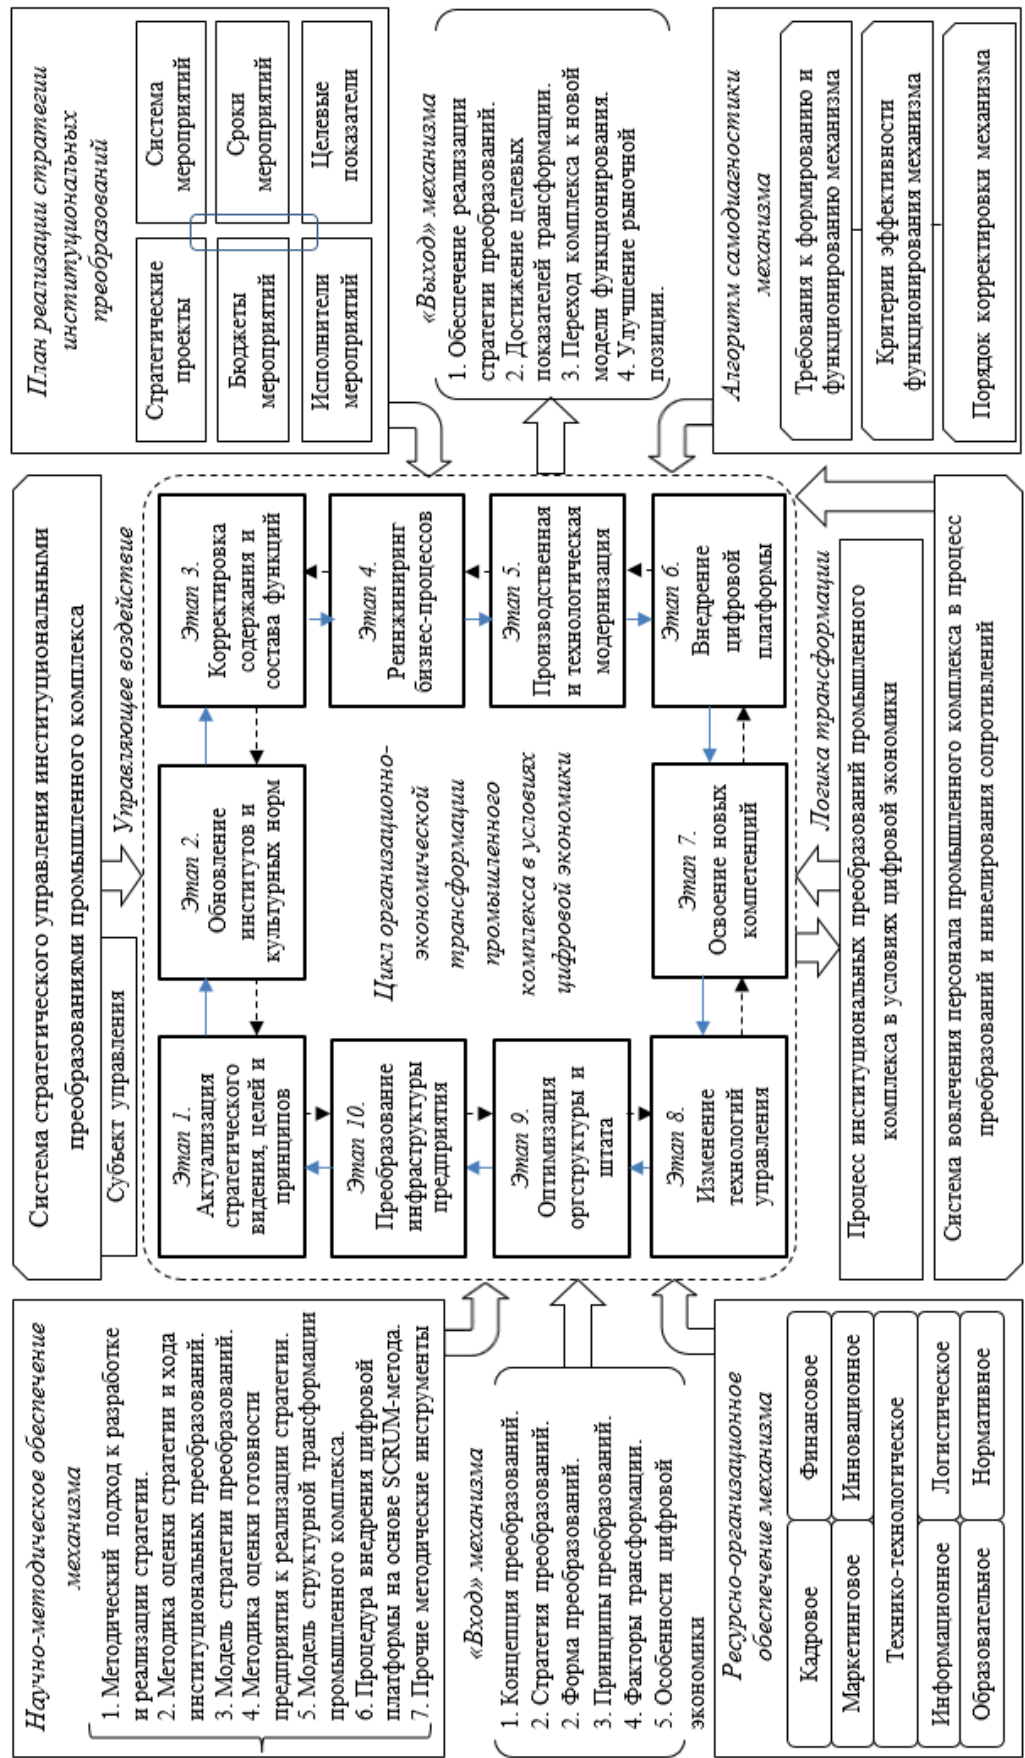 Научно-методическое обеспечение
механизма
1. Методический подход к разработке
и реализации стратегии.
2. Методика оценки стратегии и хода
институциональных преобразований.
3. Модель стратегии преобразований.
4. Методика оценки готовности
предприятия к реализации стратегии.
5. Модель структурной трансформации
промышленного комплекса.
6. Процедура внедрения цифровой
платформы на основе SCRUM-метода.
7. Прочие методические инструменты
«Вход» механизма
1. Концепция преобразований.
2. Стратегия преобразований.
2. Форма преобразований.
3. Принципы преобразований.
4. Факторы трансформации.
5. Особенности цифровой
экономики
Ресурсно-организационное
обеспечение механизма
Кадровое
Финансовое
Маркетинговое
Инновационное
Технико-технологическое
Информационное
Логистическое
Образовательное
Нормативное
Система стратегического управления институциональными
преобразованиями промышленного комплекса
Субъект управления
Управляющее воздействие
Этап 1.
Актуализация
стратегического
видения, целей и
принципов
Этап 2.
Обновление
институтов и
культурных норм
Этап 3.
Корректировка
содержания и
состава функций
Этап 10.
Преобразование
инфраструктуры
предприятия
Цикл организационно-
экономической
трансформации
промышленного
комплекса в условиях
цифровой экономики
Этап 4.
Реинжиниринг
бизнес-процессов
Этап 9.
Оптимизация
оргструктуры и
штата
Этап 5.
Производственная
и технологическая
модернизация
Этап 8.
Изменение
технологий
управления
Этап 7.
Освоение новых
компетенций
Этап 6.
Внедрение
цифровой
платформы
Логика трансформации
Процесс институциональных преобразований промышленного
комплекса в условиях цифровой экономики
Система вовлечения персонала промышленного комплекса в процесс
преобразований и нивелирования сопротивлений
План реализации стратегии
институциональных
преобразований
Стратегические
проекты
Система
мероприятий
Бюджеты
мероприятий
Сроки
мероприятий
Исполнители
мероприятий
Целевые
показатели
«Выход» механизма
1. Обеспечение реализации
стратегии преобразований.
2. Достижение целевых
показателей трансформации.
3. Переход комплекса к новой
модели функционирования.
4. Улучшение рыночной
позиции.
Алгоритм самодиагностики
механизма
Требования к формированию и
функционированию механизма
Критерии эффективности
функционирования механизма
Порядок корректировки механизма